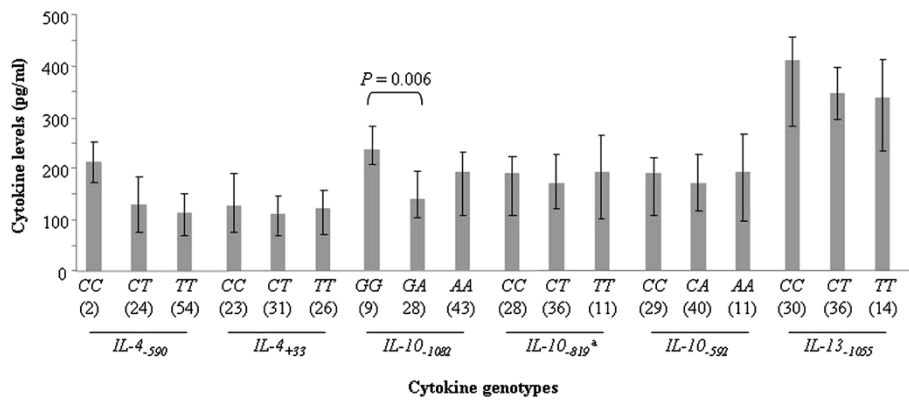 500
400
300
200
100
0
Cytokine levels (pg/ml)
P = 0.006
CC CT TT CC CT TT GG GA AA CC CT TT CC CA AA CC CT TT
(2) (24) (54) (23) (31) (26) (9) 28) (43) (28) (36) (11) (29) (40) (11) (30) (36) (14)
IL-4-590 IL-4+33 IL-10-1082 IL-10-819a IL-10-592 IL-13-1055
Cytokine genotypes